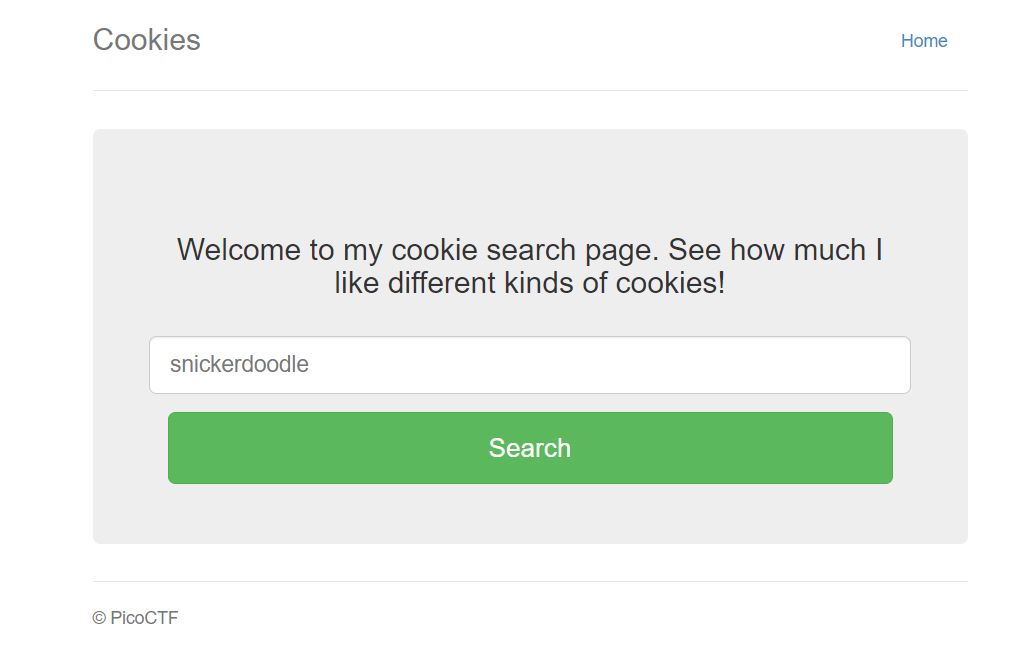 Cookies
Home
Welcome to my cookie search page. See how much I
like different kinds of cookies!
snickerdoodle
Search
© PicoCTF